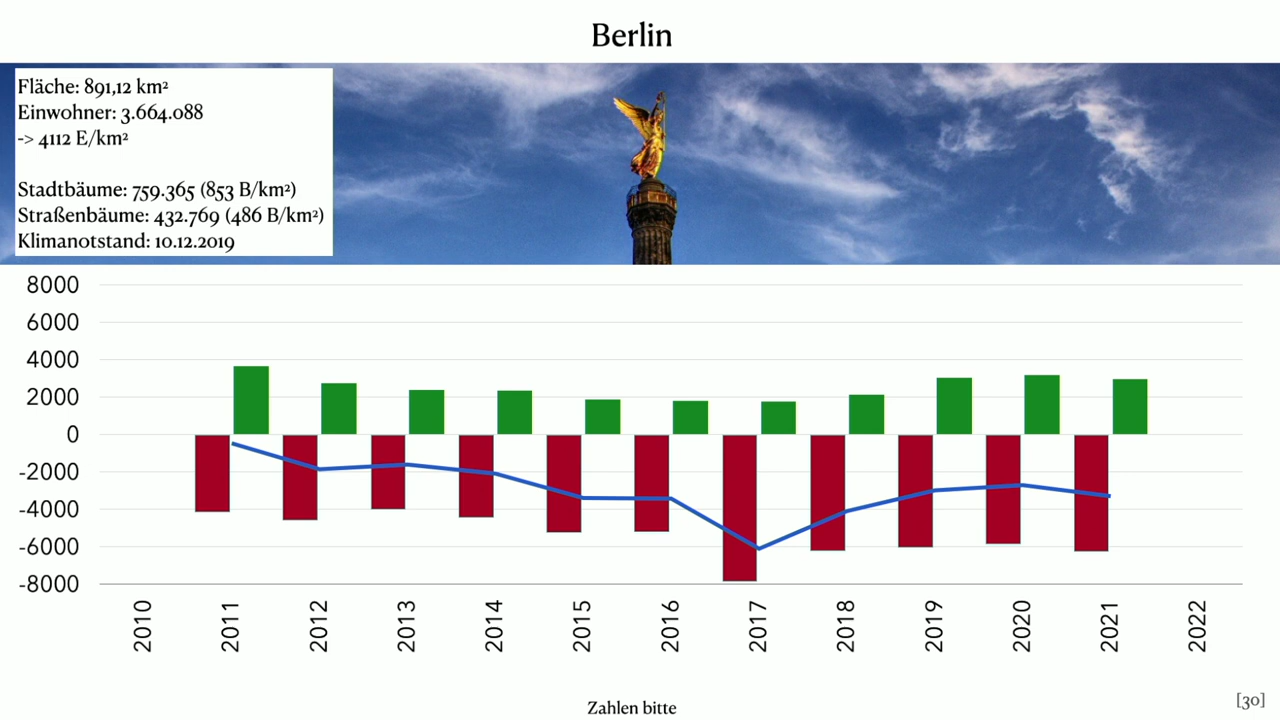 Berlin
Fläche: 891,12 km²
Einwohner: 3.664.088
-> 4112 E/km²
Stadtbäume: 759.365 (853 B/km²)
Straßenbäume: 432.769 (486 B/km²)
Klimanotstand: 10.12.2019
8000
6000
4000
2000
0
-2000
-4000
-6000
-8000
2010
2011
2012
2013
2014
2015
2016
2017
2018
2019
2020
2021
2022
Zahlen bitte
[30]